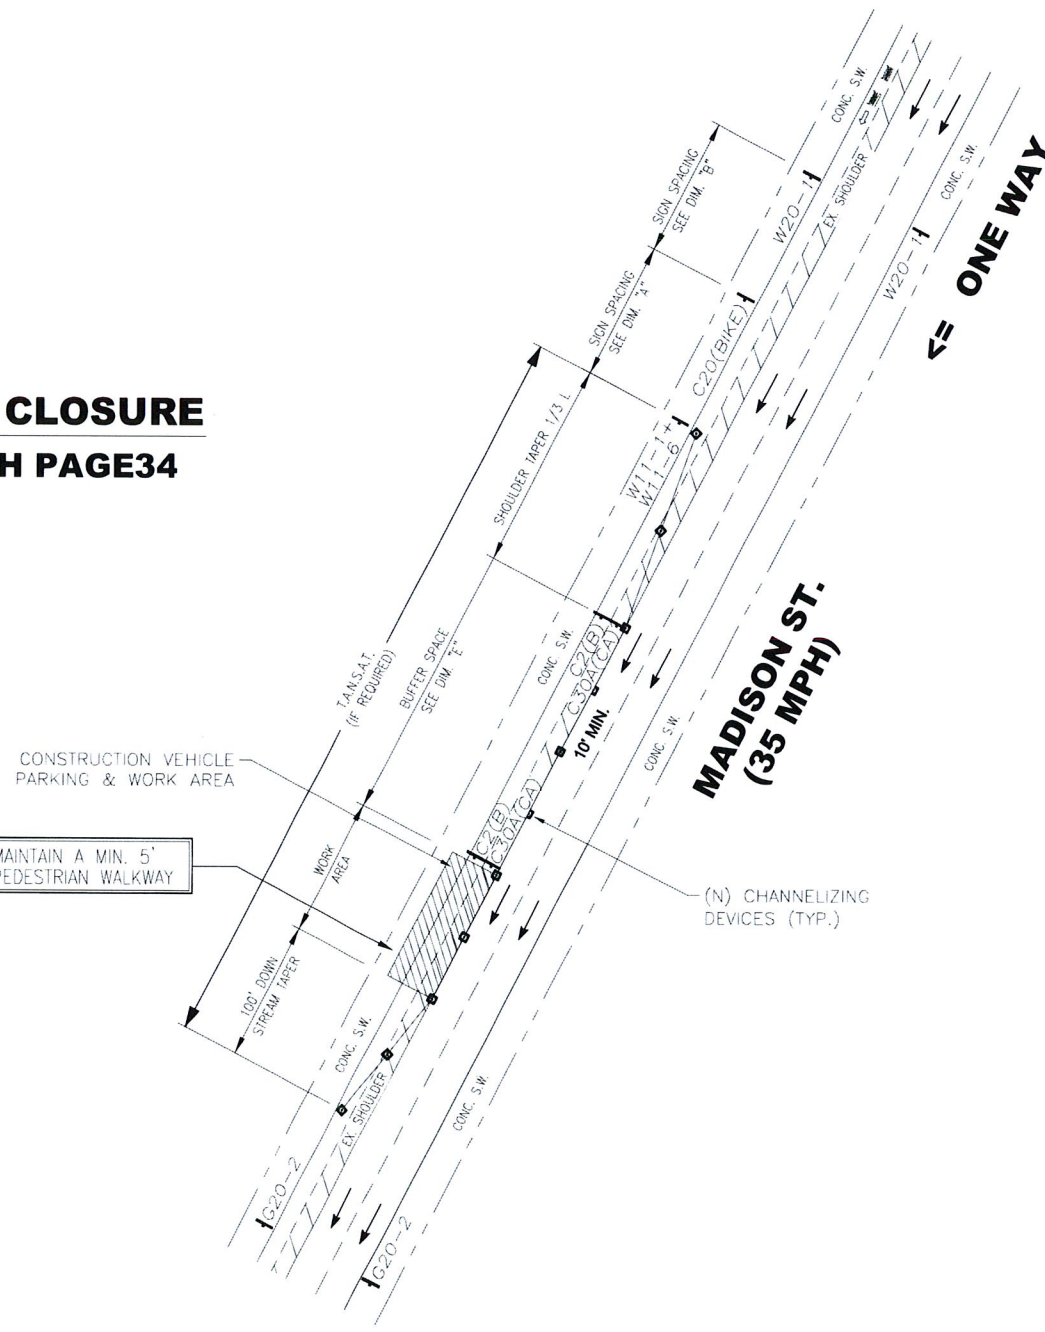 CLOSURE
H PAGE34
CONC. S.W.
SIGN SPACING
SEE DIM. "B"
W20-1
EX. SHOULDER
CONC. S.W.
W20-1
<= ONE WAY
SIGN SPACING
SEE DIM. "A"
C20(BIKE)
SHOULDER TAPER 1/3 L
W11-1+
W11-6
T.A.N.S.A.T.
(IF REQUIRED)
BUFFER SPACE
SEE DIM. "E"
CONC. S.W.
C2(B)
C30A(CA)
10' MIN.
MADISON ST.
(35 MPH)
CONC. S.W.
CONSTRUCTION VEHICLE
PARKING & WORK AREA
C2(B)
C30A(CA)
MAINTAIN A MIN. 5'
PEDESTRIAN WALKWAY
WORK
AREA
(N) CHANNELIZING
DEVICES (TYP.)
100' DOWN
STREAM TAPER
CONC. S.W.
EX. SHOULDER
CONC. S.W.
G20-2
G20-2